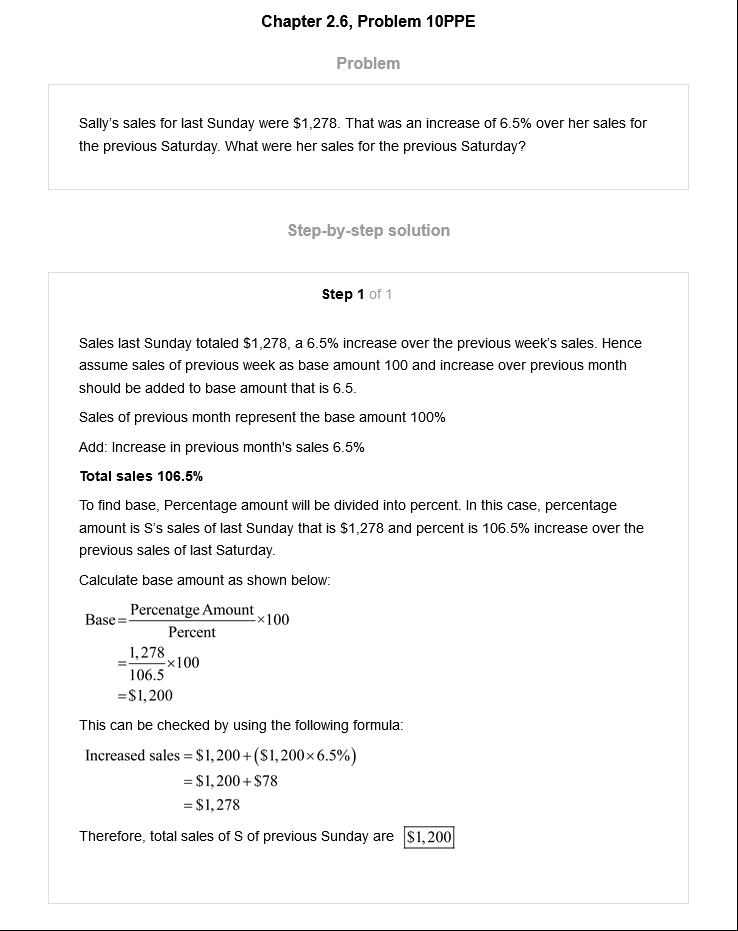 Chapter 2.6, Problem 10PPE
Problem
Sally's sales for last Sunday were $1,278. That was an increase of 6.5% over her sales for
the previous Saturday. What were her sales for the previous Saturday?
Step-by-step solution
Step 1 of 1
Sales last Sunday totaled $1,278, a 6.5% increase over the previous week's sales. Hence
assume sales of previous week as base amount 100 and increase over previous month
should be added to base amount that is 6.5.
Sales of previous month represent the base amount 100%
Add: Increase in previous month's sales 6.5%
Total sales 106.5%
To find base, Percentage amount will be divided into percent. In this case, percentage
amount is S's sales of last Sunday that is $1,278 and percent is 106.5% increase over the
previous sales of last Saturday.
Calculate base amount as shown below:
Base = Percenatge Amount / Percent ×100
= 1,278 / 106.5 ×100
= $1,200
This can be checked by using the following formula:
Increased sales = $1,200 + ($1,200×6.5%)
= $1,200 + $78
= $1,278
Therefore, total sales of S of previous Sunday are $1,200